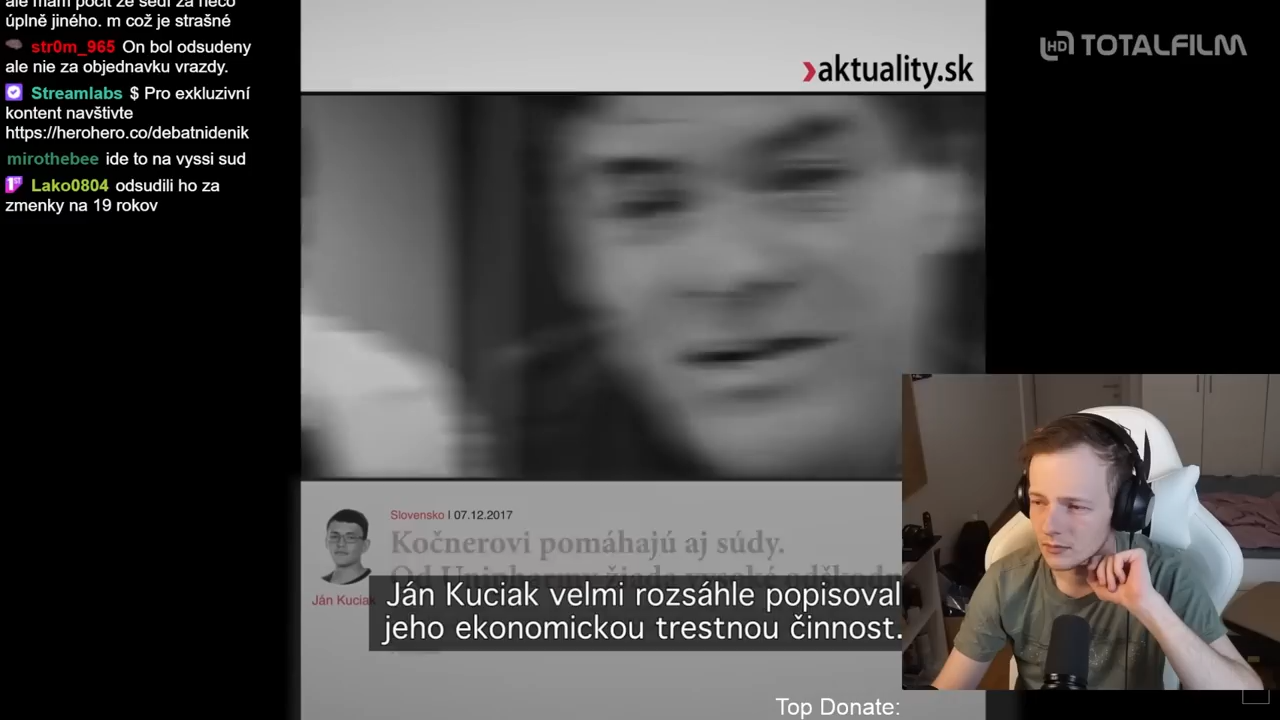 ale mám pocit že sedí za něco
úplně jiného. m což je strašné
str0m_965 On bol odsudeny
ale nie za objednavku vrazdy.
Streamlabs $ Pro exkluzivní
kontent navštivte
https://herohero.co/debatnidenik
mirothebee ide to na vyssi sud
Lako0804 odsudili ho za
zmenky na 19 rokov
aktuality.sk
HD TOTALFILM
Slovensko I 07.12.2017
Kočnerovi pomáhajú aj súdy.
Ján Kuciak
Ján Kuciak velmi rozsáhle popisoval
jeho ekonomickou trestnou činnost.
Top Donate: